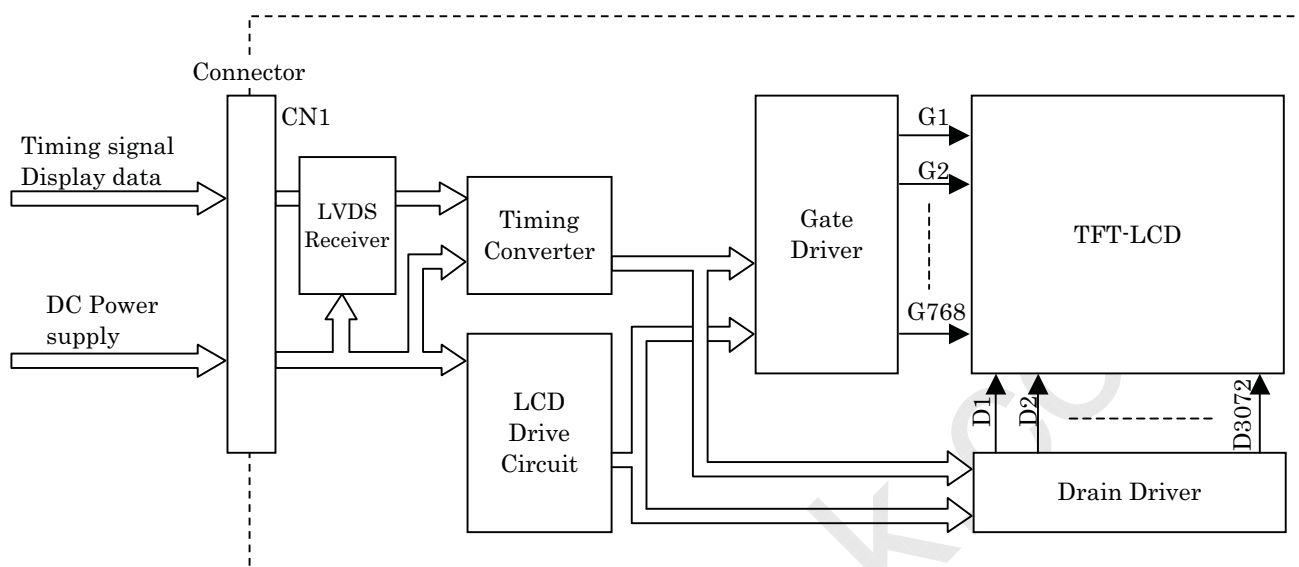 Connector
CN1
Timing signal
Display data
LVDS
Receiver
Timing
Converter
Gate
Driver
G1
G2
G768
TFT-LCD
DC Power
supply
LCD
Drive
Circuit
D1
D2
D3072
Drain Driver